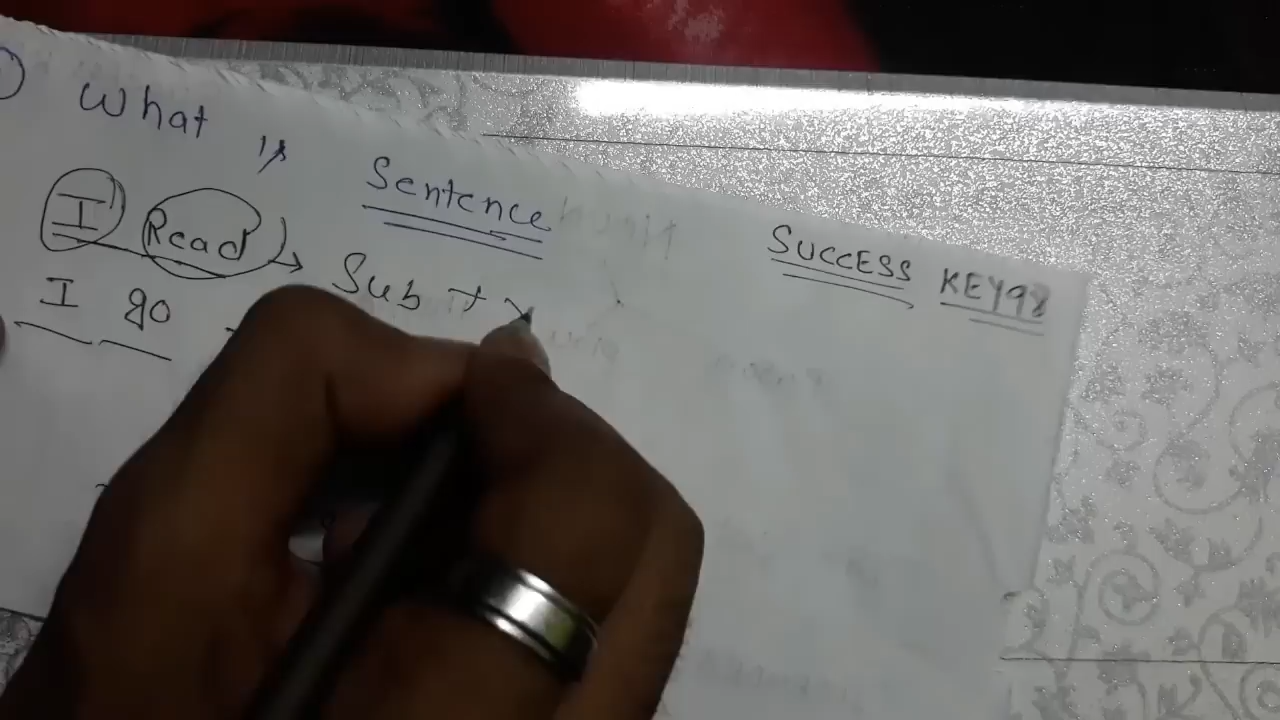 What is Sentence
SUCCESS KEY98
I Read → Sub +
I go